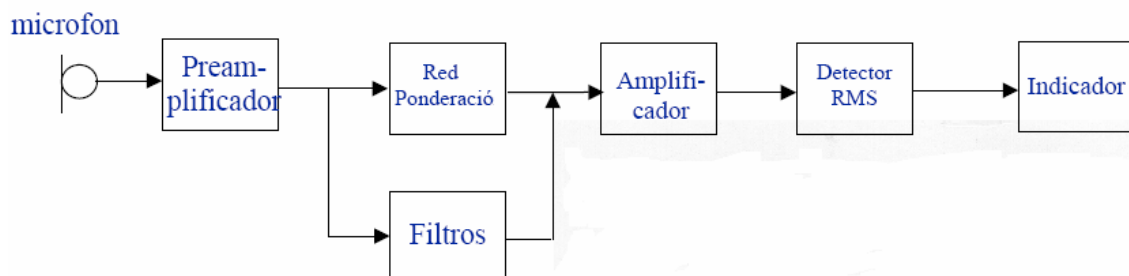 microfon
Pream-
plificador
Red
Ponderació
Amplifi-
cador
Detector
RMS
Indicador
Filtros